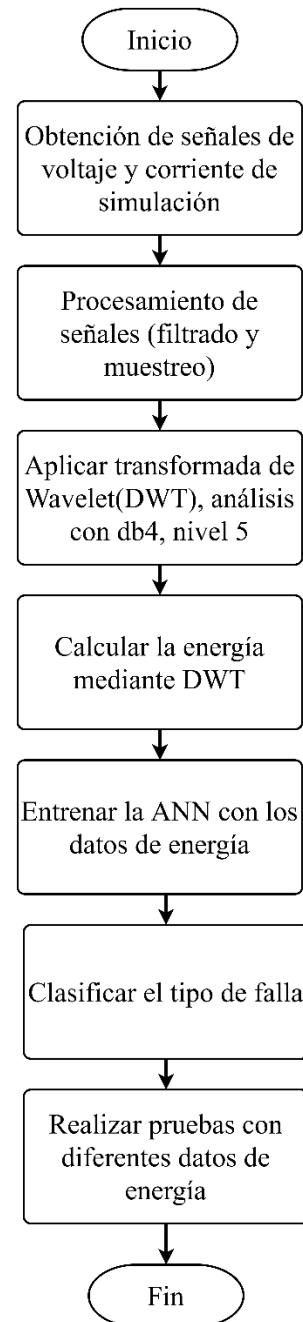 Inicio
Obtención de señales de
voltaje y corriente de
simulación
Procesamiento de
señales (filtrado y
muestreo)
Aplicar transformada de
Wavelet(DWT), análisis
con db4, nivel 5
Calcular la energía
mediante DWT
Entrenar la ANN con los
datos de energía
Clasificar el tipo de falla
Realizar pruebas con
diferentes datos de
energía
Fin